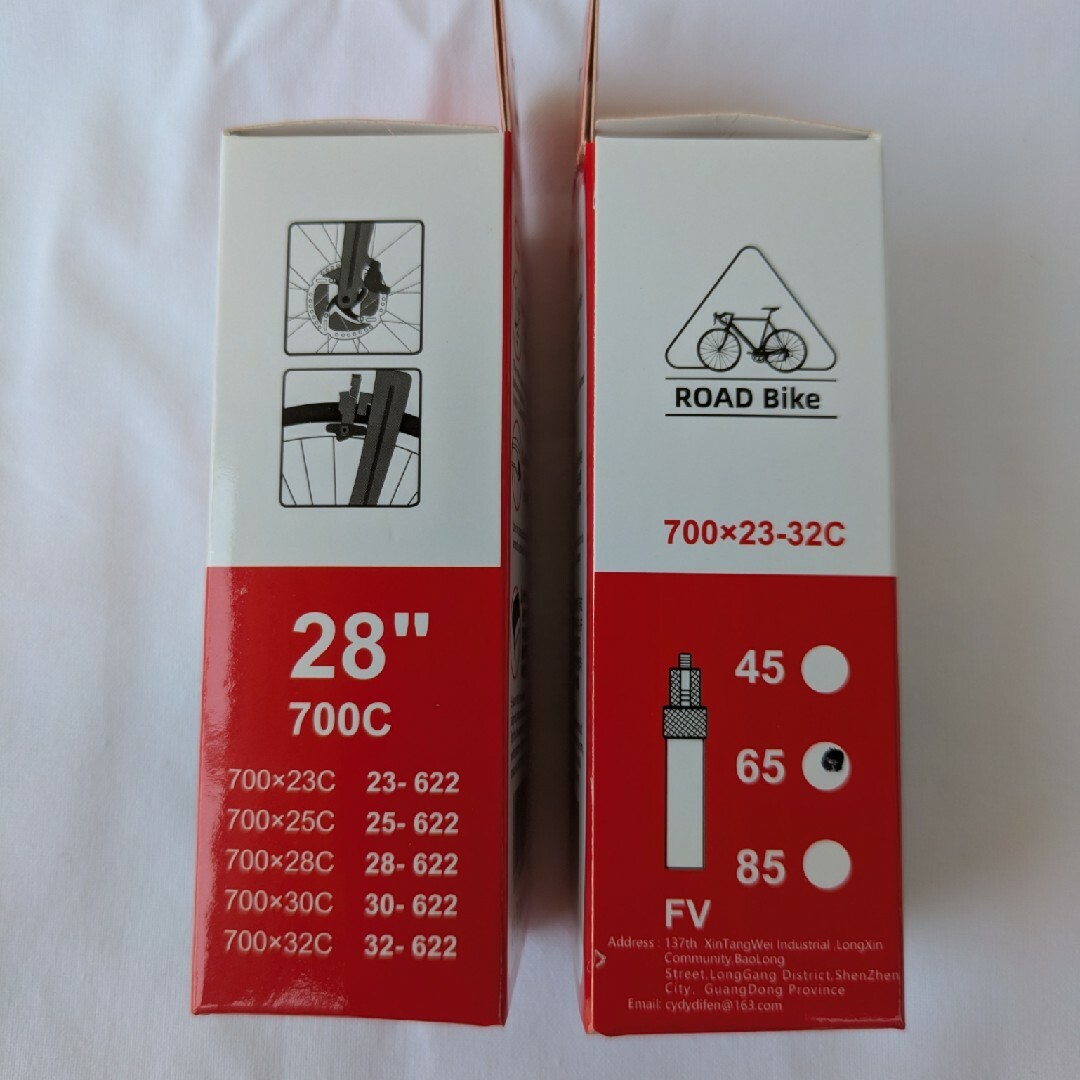 28"
700C
700×23C 23- 622
700×25C 25- 622
700×28C 28- 622
700×30C 30- 622
700×32C 32- 622
ROAD Bike
700×23-32C
45
65
85
FV
Address 137th XinTangWei Industrial .LongXin
Community,BaoLong
Street,LongGang District,ShenZhen
City, GuangDong Province
Email: cydydifen@163.com